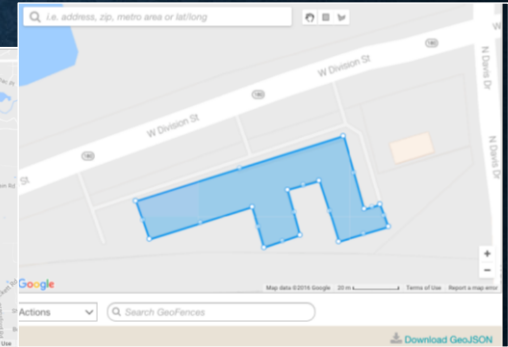 i.e. address, zip, metro area or lat/long
W Division St
W Division St
N Davis Dr
N Davis Dr
St
W
+
−
Google
Map data ©2016 Google
20 m
Terms of Use
Report a map error
Actions
Search GeoFences
Use
Download GeoJSON